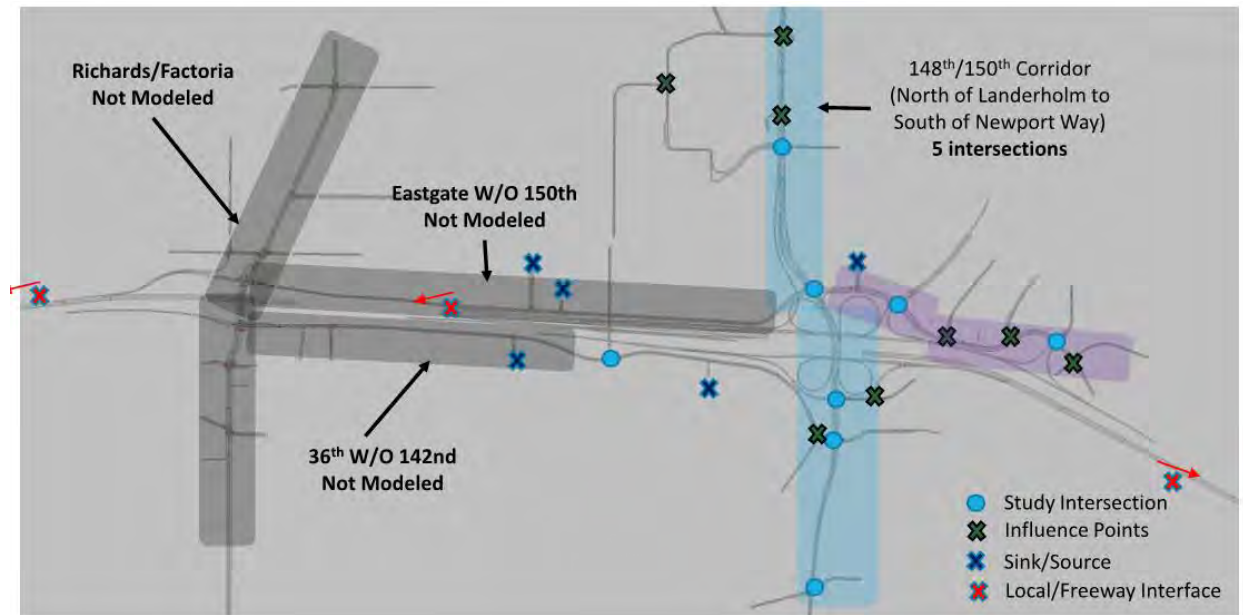 Richards/Factoria
Not Modeled
148th/150th Corridor
(North of Landerholm to
South of Newport Way)
5 intersections
Eastgate W/O 150th
Not Modeled
36th W/O 142nd
Not Modeled
Study Intersection
Influence Points
Sink/Source
Local/Freeway Interface